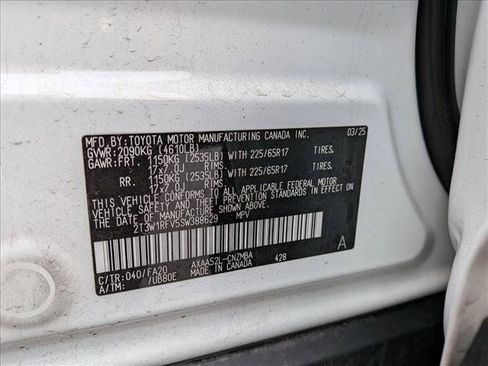 MFD. BY: TOYOTA MOTOR MANUFACTURING CANADA INC. 03/25
GVWR: 2090KG (4610LB)
GAWR: FRT. 1150KG (2535LB) WITH 225/65R17 TIRES,
17x7.0J RIMS
RR. 1150KG (2535LB) WITH 225/65R17 TIRES,
17x7.0J RIMS
THIS VEHICLE CONFORMS TO ALL APPLICABLE FEDERAL MOTOR
VEHICLE SAFETY AND THEFT PREVENTION STANDARDS IN EFFECT ON
THE DATE OF MANUFACTURE SHOWN ABOVE.
2T3W1RFV5SW388629 MPV
C/TR: 040/FA20 AXAA52L-CNZMBA 428 A
A/TM: /UB80E MADE IN CANADA